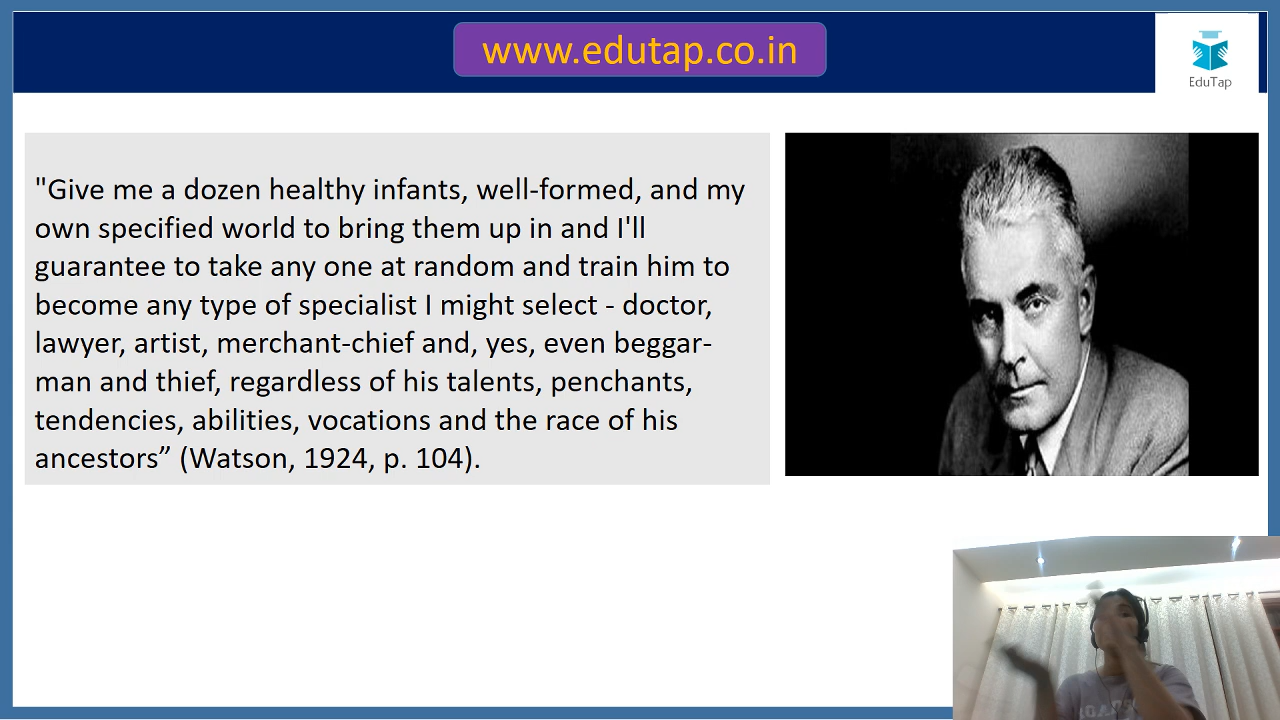 www.edutap.co.in
EduTap
"Give me a dozen healthy infants, well-formed, and my
own specified world to bring them up in and I'll
guarantee to take any one at random and train him to
become any type of specialist I might select - doctor,
lawyer, artist, merchant-chief and, yes, even beggar-
man and thief, regardless of his talents, penchants,
tendencies, abilities, vocations and the race of his
ancestors” (Watson, 1924, p. 104).